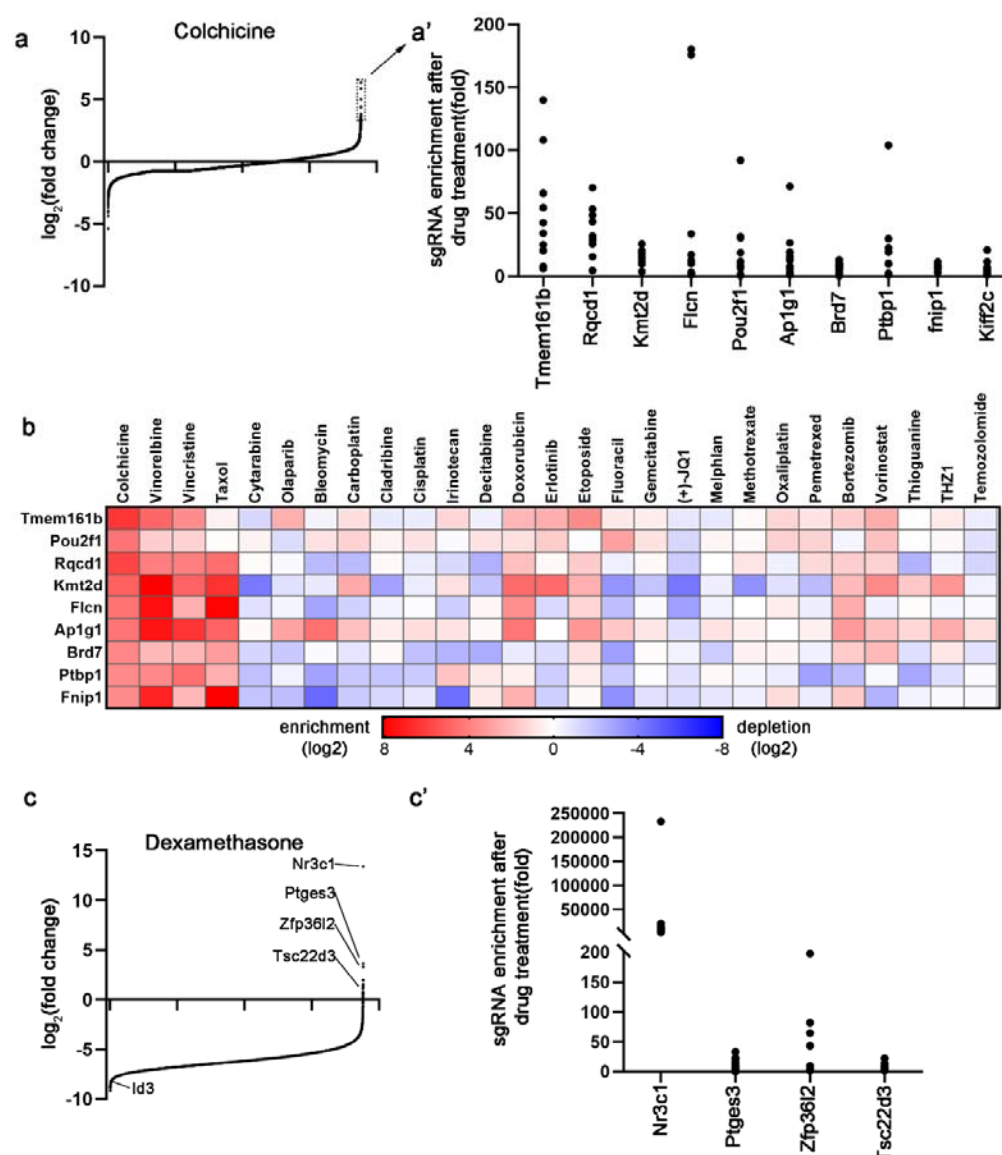 a
Colchicine
a'
log2(fold change)
10
5
0
-5
-10
sgRNA enrichment after
drug treatment(fold)
200
150
100
50
0
Tmem161b
Rqcd1
Kmt2d
Flcn
Pou2f1
Ap1g1
Brd7
Ptbp1
fnip1
Kiff2c
b
Colchicine
Vinorelbine
Vincristine
Taxol
Cytarabine
Olaparib
Bleomycin
Carboplatin
Cladribine
Cisplatin
Irinotecan
Decitabine
Doxorubicin
Erlotinib
Etoposide
Fluoracil
Gemcitabine
(+)-JQ1
Melphlan
Methotrexate
Oxaliplatin
Pemetrexed
Bortezomib
Vorinostat
Thioguanine
THZ1
Temozolomide
Tmem161b
Pou2f1
Rqcd1
Kmt2d
Flcn
Ap1g1
Brd7
Ptbp1
Fnip1
enrichment
(log2)
8
4
0
-4
-8
depletion
(log2)
c
Dexamethasone
log2(fold change)
15
10
5
0
-5
-10
Nr3c1
Ptges3
Zfp36l2
Tsc22d3
Id3
c'
sgRNA enrichment after
drug treatment(fold)
250000
200000
150000
100000
50000
200
150
100
50
0
Nr3c1
Ptges3
Zfp36l2
Tsc22d3